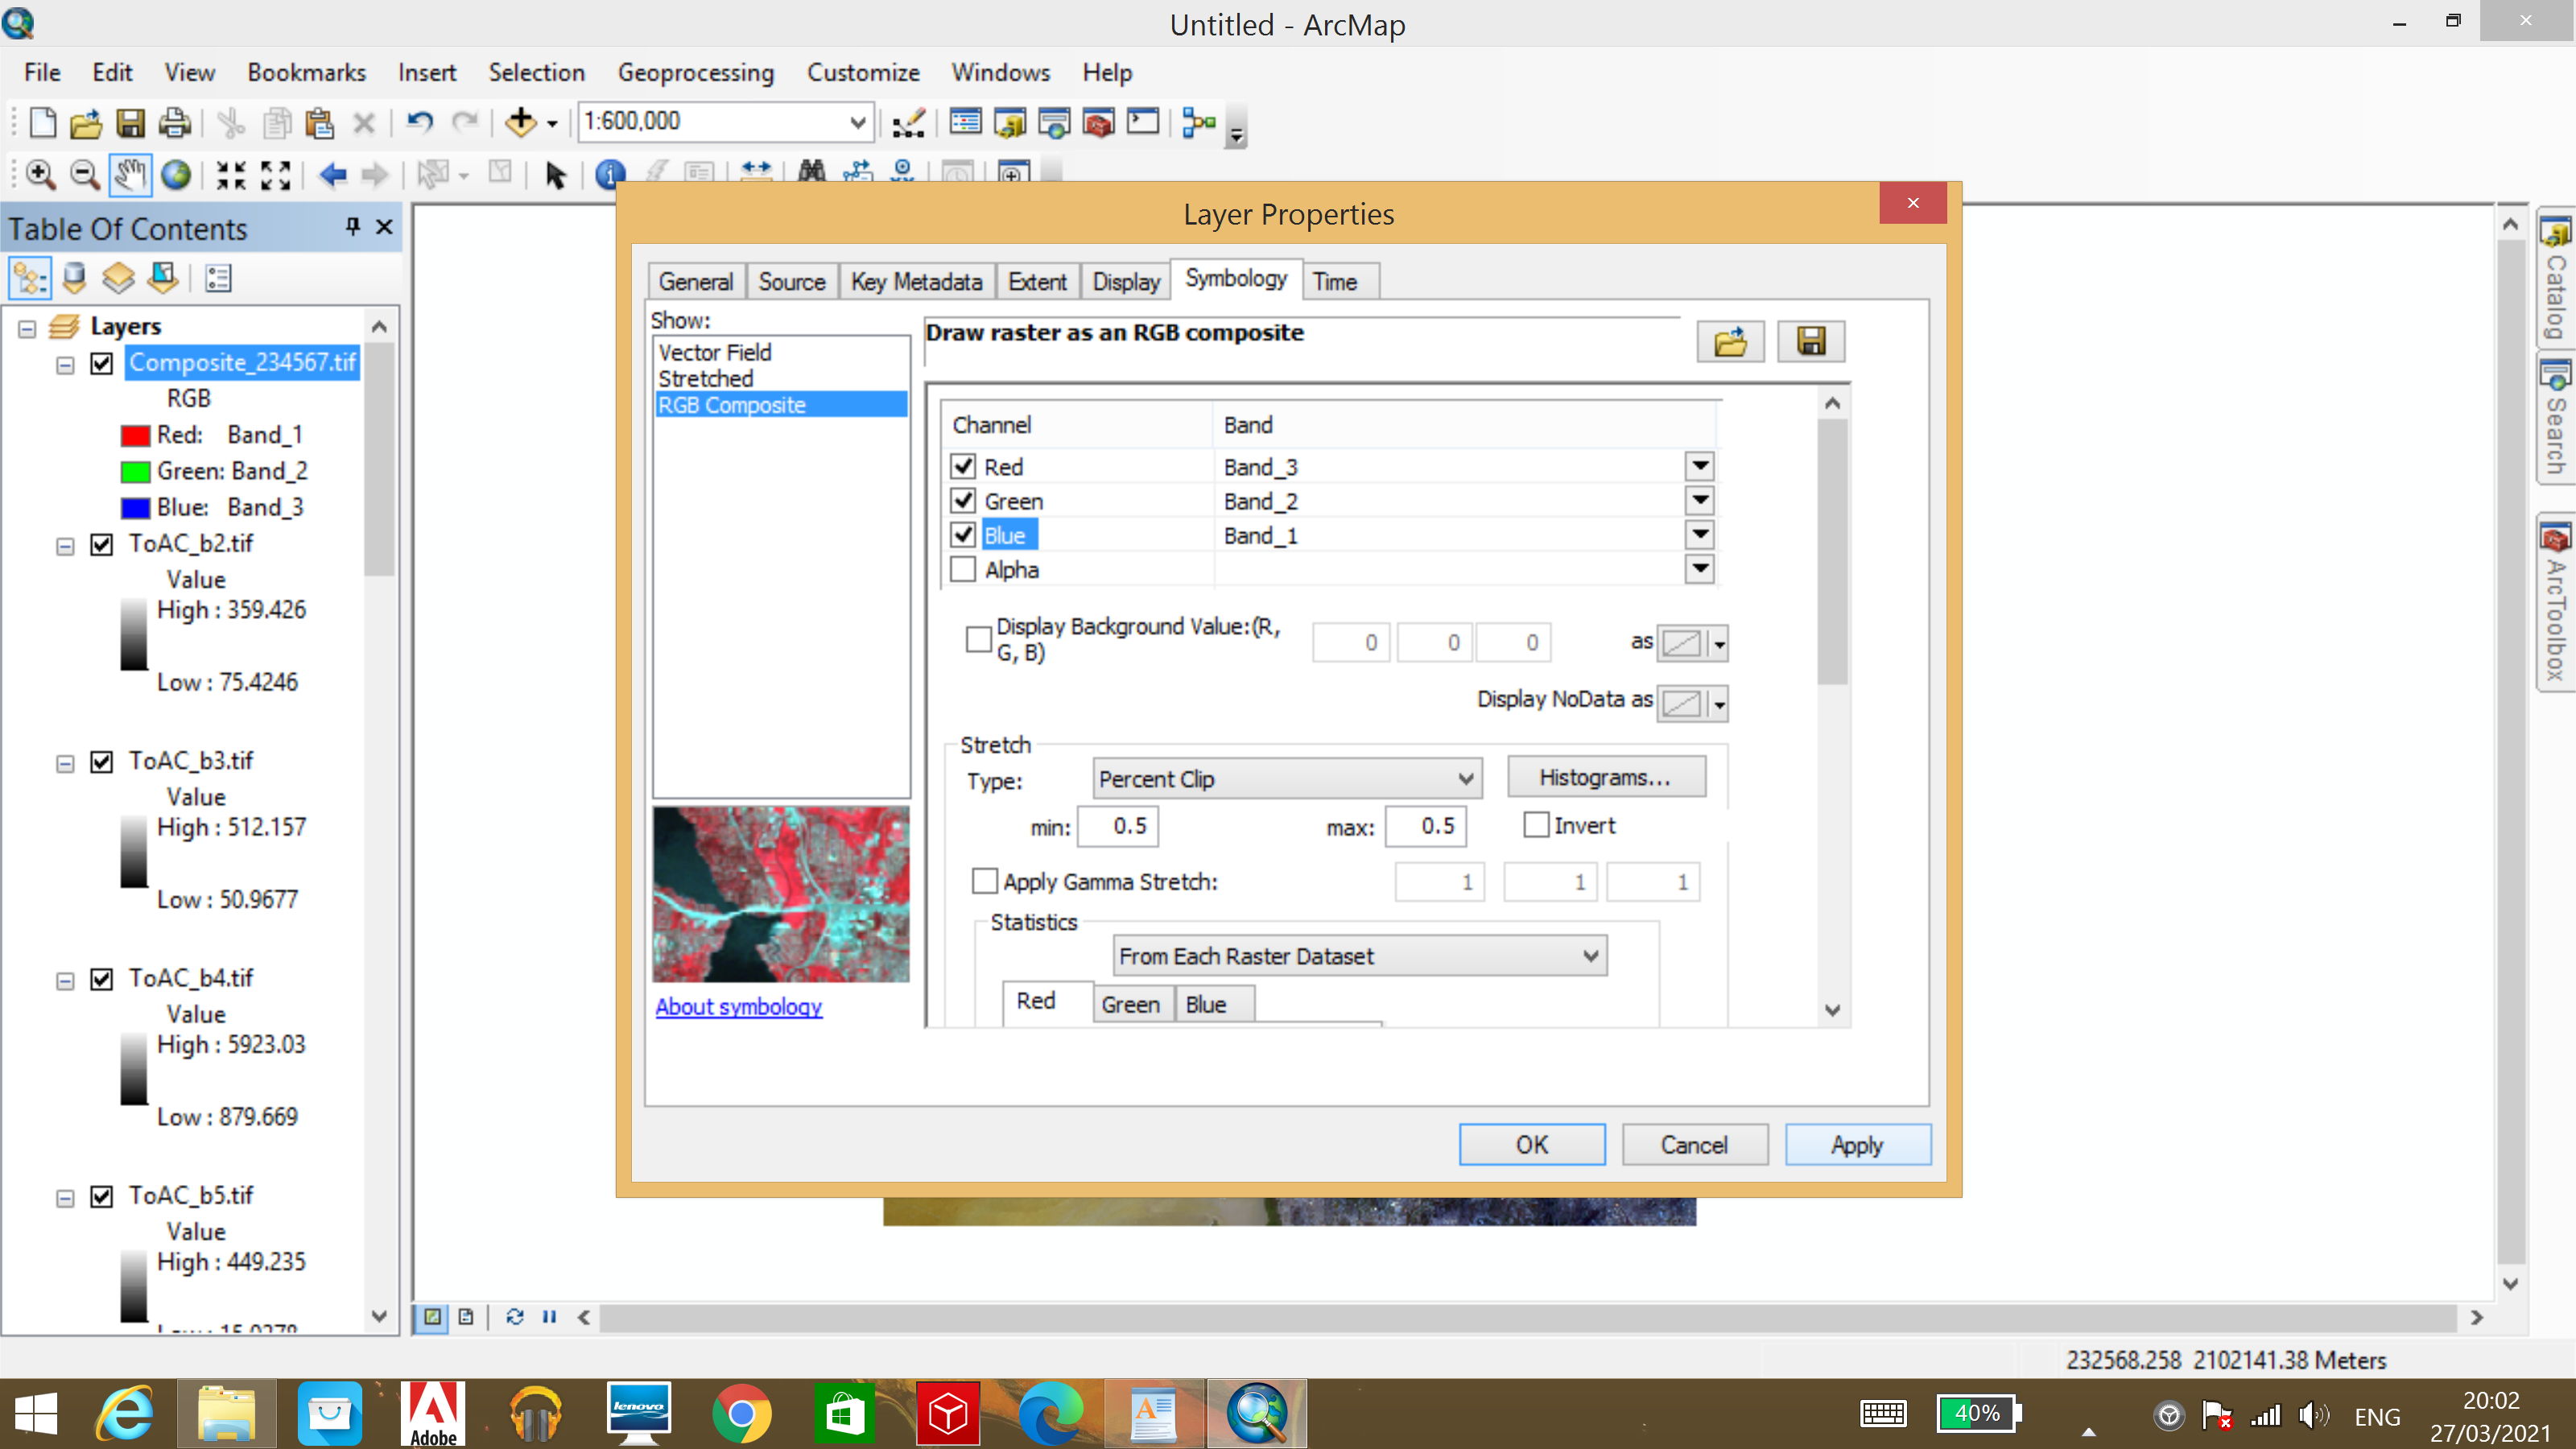 Untitled - ArcMap
File Edit View Bookmarks Insert Selection Geoprocessing Customize Windows Help
1:600,000
Table Of Contents
Layers
Composite_234567.tif
RGB
Red: Band_1
Green: Band_2
Blue: Band_3
ToAC_b2.tif
Value
High : 359.426
Low : 75.4246
ToAC_b3.tif
Value
High : 512.157
Low : 50.9677
ToAC_b4.tif
Value
High : 5923.03
Low : 879.669
ToAC_b5.tif
Value
High : 449.235
Layer Properties
General Source Key Metadata Extent Display Symbology Time
Show:
Vector Field
Stretched
RGB Composite
About symbology
Draw raster as an RGB composite
Channel Band
Red Band_3
Green Band_2
Blue Band_1
Alpha
Display Background Value:(R, G, B) 0 0 0 as
Display NoData as
Stretch
Type: Percent Clip Histograms...
min: 0.5 max: 0.5 Invert
Apply Gamma Stretch: 1 1 1
Statistics
From Each Raster Dataset
Red Green Blue
OK Cancel Apply
Catalog
Search
ArcToolbox
232568.258 2102141.38 Meters
Adobe
lenovo
40%
ENG
20:02
27/03/2021